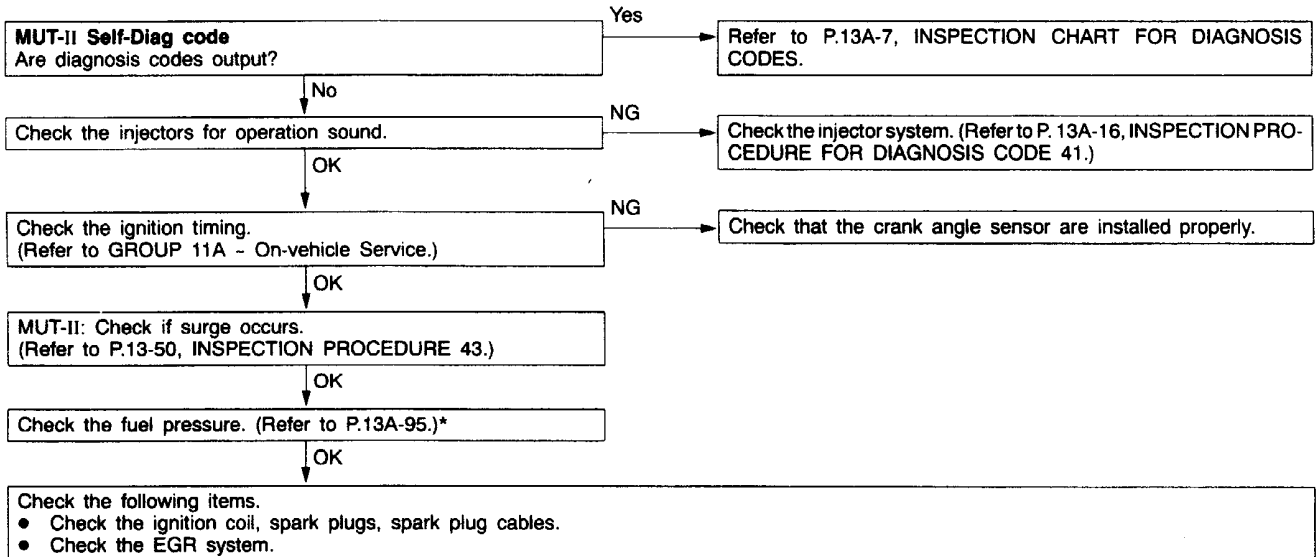 MUT-II Self-Diag code
Are diagnosis codes output?
Yes
Refer to P.13A-7, INSPECTION CHART FOR DIAGNOSIS
CODES.
No
Check the injectors for operation sound.
NG
Check the injector system. (Refer to P. 13A-16, INSPECTION PRO-
CEDURE FOR DIAGNOSIS CODE 41.)
OK
Check the ignition timing.
(Refer to GROUP 11A – On-vehicle Service.)
NG
Check that the crank angle sensor are installed properly.
OK
MUT-II: Check if surge occurs.
(Refer to P.13-50, INSPECTION PROCEDURE 43.)
OK
Check the fuel pressure. (Refer to P.13A-95.)*
OK
Check the following items.
● Check the ignition coil, spark plugs, spark plug cables.
● Check the EGR system.